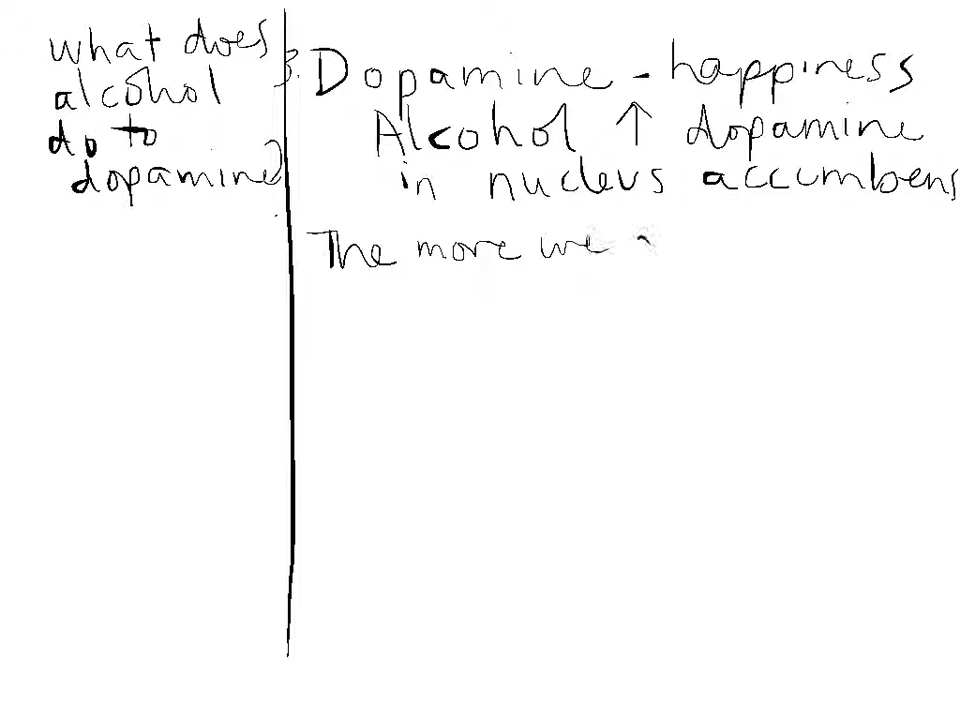 what does
alcohol
do to
dopamine?
3. Dopamine - happiness
Alcohol ↑ dopamine
in nucleus accumbens
The more we